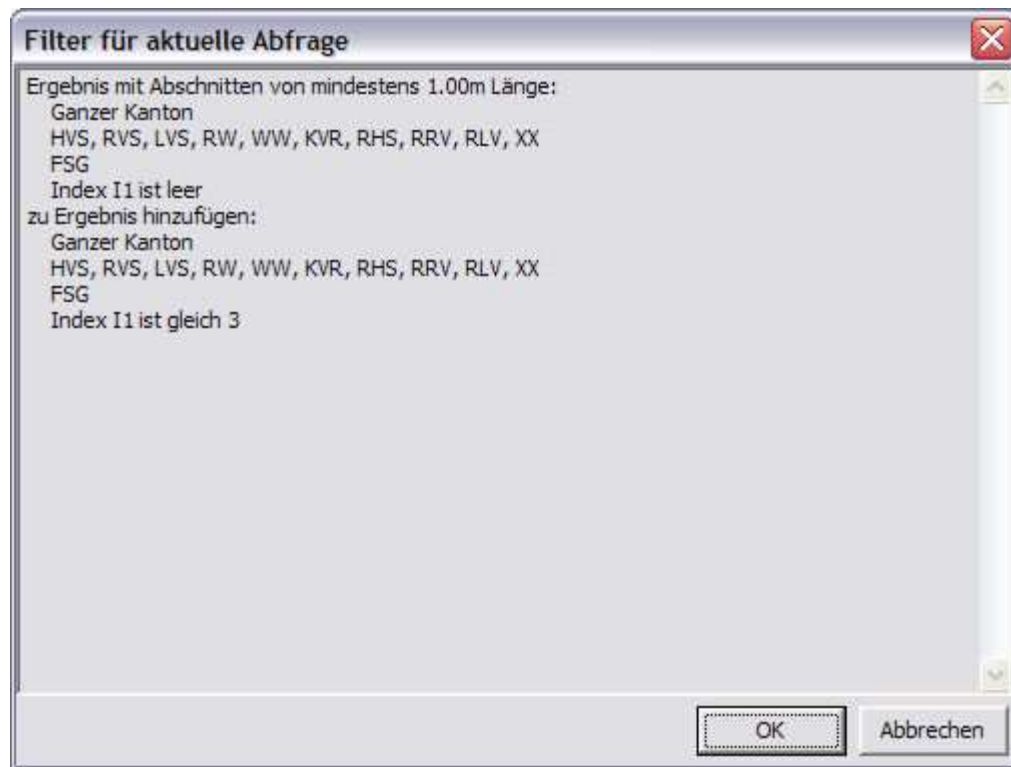 Filter für aktuelle Abfrage
Ergebnis mit Abschnitten von mindestens 1.00m Länge:
Ganzer Kanton
HVS, RVS, LVS, RW, WW, KVR, RHS, RRV, RLV, XX
FSG
Index I1 ist leer
zu Ergebnis hinzufügen:
Ganzer Kanton
HVS, RVS, LVS, RW, WW, KVR, RHS, RRV, RLV, XX
FSG
Index I1 ist gleich 3
OK Abbrechen